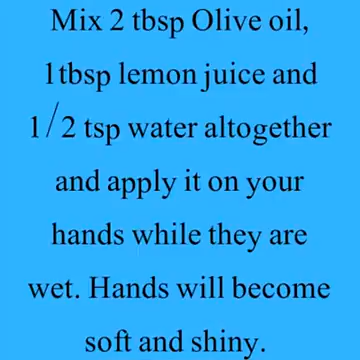 Mix 2 tbsp Olive oil,
1tbsp lemon juice and
1/2 tsp water altogether
and apply it on your
hands while they are
wet. Hands will become
soft and shiny.